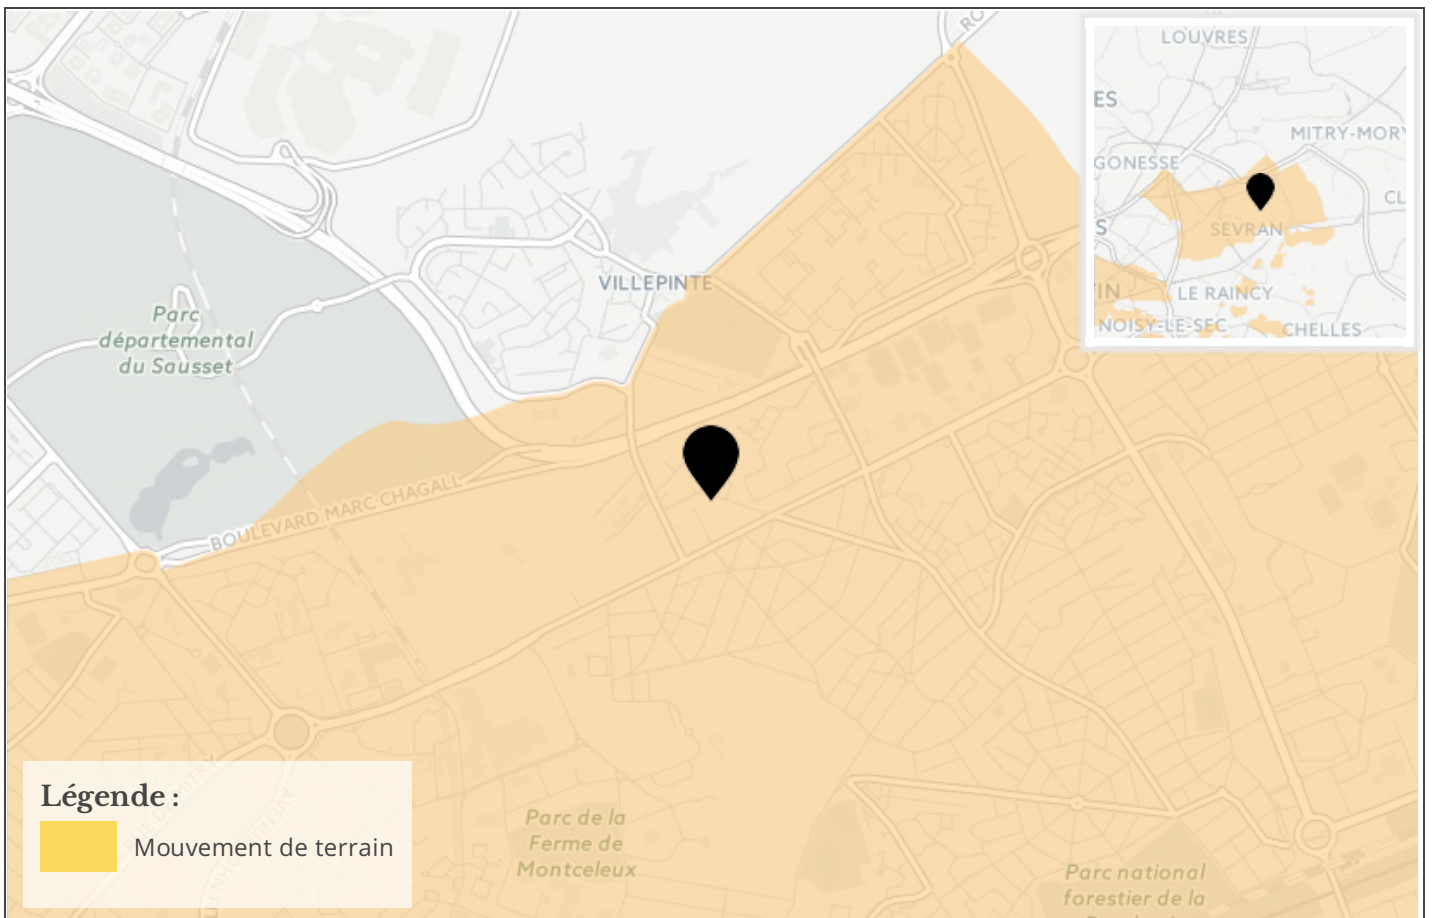 RO
LOUVRES
ES
MITRY-MORY
GONESSE
CL
S
SEVRAN
IN
LE RAINCY
NOISY-LE-SEC
CHELLES
VILLEPINTE
Parc
départemental
du Sausset
BOULEVARD MARC CHAGALL
Légende :
Mouvement de terrain
Parc de la
Ferme de
Montceleux
Parc national
forestier de la